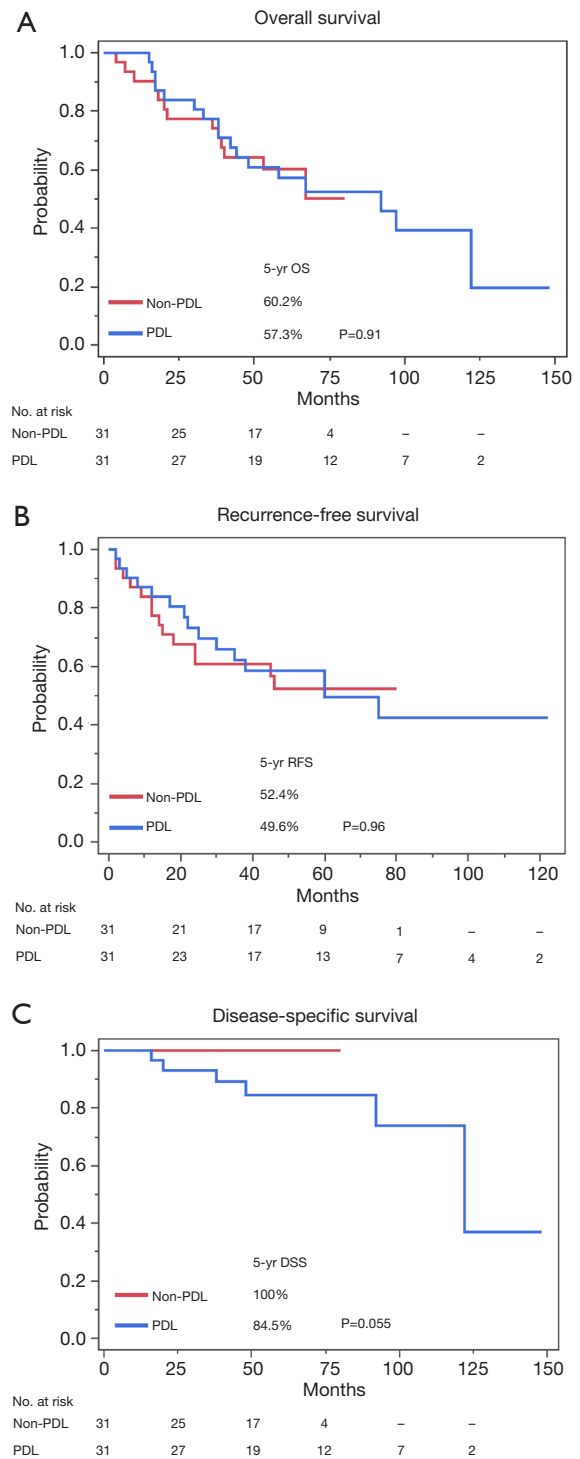 A
Overall survival
1.0
0.8
0.6
0.4
0.2
0.0
Probability
5-yr OS
Non-PDL 60.2%
PDL 57.3% P=0.91
0 25 50 75 100 125 150
Months
No. at risk
Non-PDL 31 25 17 4 – –
PDL 31 27 19 12 7 2
B
Recurrence-free survival
1.0
0.8
0.6
0.4
0.2
0.0
Probability
5-yr RFS
Non-PDL 52.4%
PDL 49.6% P=0.96
0 20 40 60 80 100 120
Months
No. at risk
Non-PDL 31 21 17 9 1 – –
PDL 31 23 17 13 7 4 2
C
Disease-specific survival
1.0
0.8
0.6
0.4
0.2
0.0
Probability
5-yr DSS
Non-PDL 100%
PDL 84.5% P=0.055
0 25 50 75 100 125 150
Months
No. at risk
Non-PDL 31 25 17 4 – –
PDL 31 27 19 12 7 2